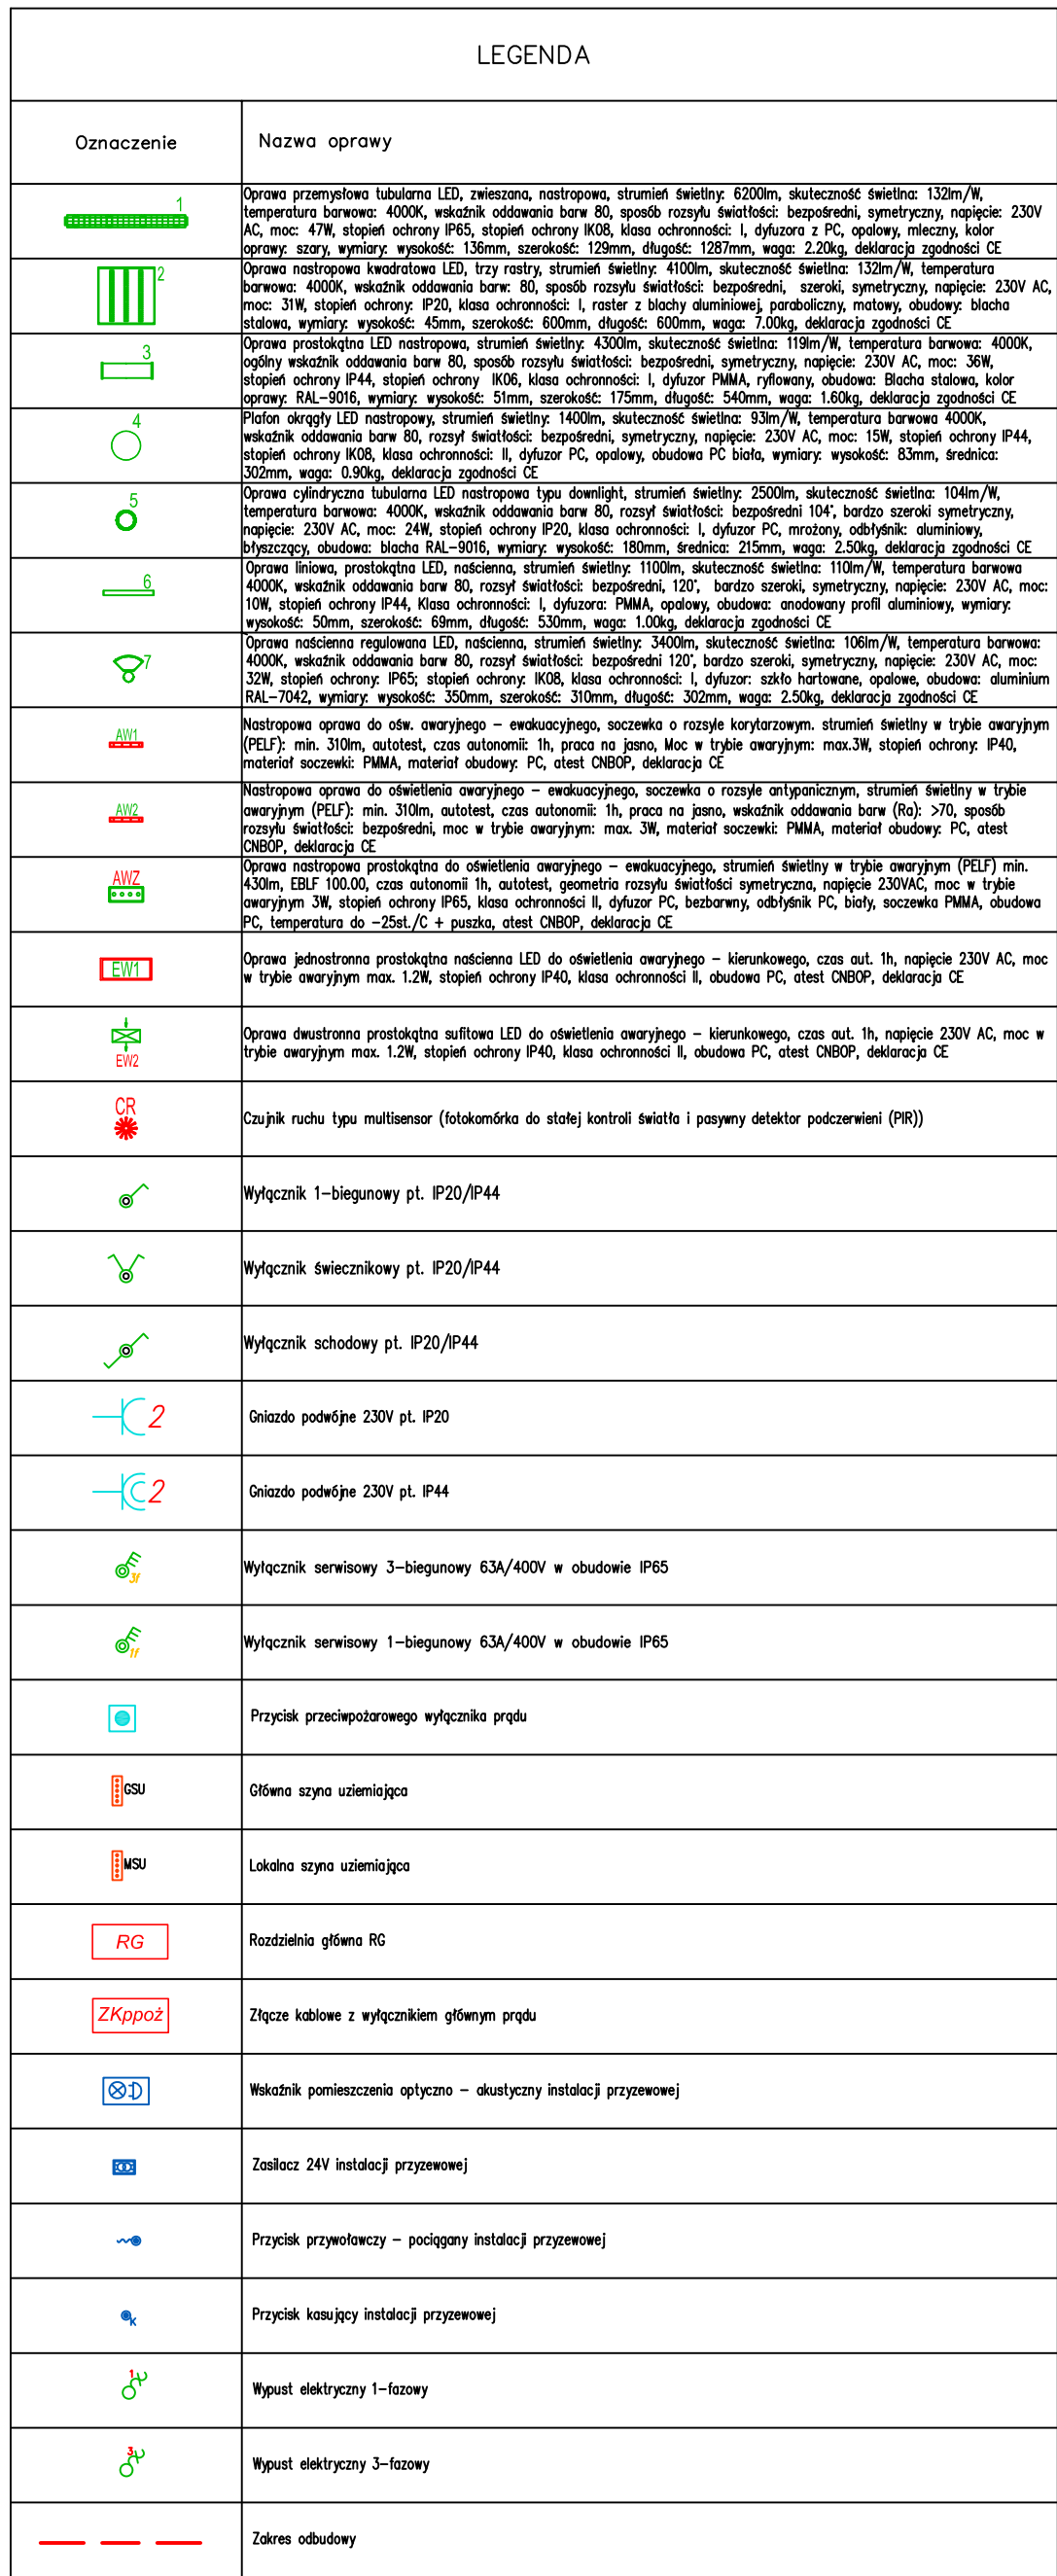 LEGENDA
Oznaczenie
Nazwa oprawy
1
Oprawa przemysłowa tubularna LED, zwieszana, nastropowa, strumień świetlny: 6200lm, skuteczność świetlna: 132lm/W,
temperatura barwowa: 4000K, wskaźnik oddawania barw 80, sposób rozsyłu światłości: bezpośredni, symetryczny, napięcie: 230V
AC, moc: 47W, stopień ochrony IP65, stopień ochrony IK08, klasa ochronności: I, dyfuzora z PC, opalowy, mleczny, kolor
oprawy: szary, wymiary: wysokość: 136mm, szerokość: 129mm, długość: 1287mm, waga: 2.20kg, deklaracja zgodności CE
2
Oprawa nastropowa kwadratowa LED, trzy rastry, strumień świetlny: 4100lm, skuteczność świetlna: 132lm/W, temperatura
barwowa: 4000K, wskaźnik oddawania barw: 80, sposób rozsyłu światłości: bezpośredni, szeroki, symetryczny, napięcie: 230V AC,
moc: 31W, stopień ochrony: IP20, klasa ochronności: I, raster z blachy aluminiowej, paraboliczny, matowy, obudowy: blacha
stalowa, wymiary: wysokość: 45mm, szerokość: 600mm, długość: 600mm, waga: 7.00kg, deklaracja zgodności CE
3
Oprawa prostokątna LED nastropowa, strumień świetlny: 4300lm, skuteczność świetlna: 119lm/W, temperatura barwowa: 4000K,
ogólny wskaźnik oddawania barw 80, sposób rozsyłu światłości: bezpośredni, symetryczny, napięcie: 230V AC, moc: 36W,
stopień ochrony IP44, stopień ochrony IK06, klasa ochronności: I, dyfuzor PMMA, ryflowany, obudowa: Blacha stalowa, kolor
oprawy: RAL-9016, wymiary: wysokość: 51mm, szerokość: 175mm, długość: 540mm, waga: 1.60kg, deklaracja zgodności CE
4
Plafon okrągły LED nastropowy, strumień świetlny: 1400lm, skuteczność świetlna: 93lm/W, temperatura barwowa 4000K,
wskaźnik oddawania barw 80, rozsył światłości: bezpośredni, symetryczny, napięcie: 230V AC, moc: 15W, stopień ochrony IP44,
stopień ochrony IK08, klasa ochronności: II, dyfuzor PC, opalowy, obudowa PC biała, wymiary: wysokość: 83mm, średnica:
302mm, waga: 0.90kg, deklaracja zgodności CE
5
Oprawa cylindryczna tubularna LED nastropowa typu downlight, strumień świetlny: 2500lm, skuteczność świetlna: 104lm/W,
temperatura barwowa: 4000K, wskaźnik oddawania barw 80, rozsył światłości: bezpośredni 104°, bardzo szeroki symetryczny,
napięcie: 230V AC, moc: 24W, stopień ochrony IP20, klasa ochronności: I, dyfuzor PC, mrożony, odbłyśnik: aluminiowy,
błyszczący, obudowa: blacha RAL-9016, wymiary: wysokość: 180mm, średnica: 215mm, waga: 2.50kg, deklaracja zgodności CE
6
Oprawa liniowa, prostokątna LED, naścienna, strumień świetlny: 1100lm, skuteczność świetlna: 110lm/W, temperatura barwowa
4000K, wskaźnik oddawania barw 80, rozsył światłości: bezpośredni, 120°, bardzo szeroki, symetryczny, napięcie: 230V AC, moc:
10W, stopień ochrony IP44, Klasa ochronności: I, dyfuzora: PMMA, opalowy, obudowa: anodowany profil aluminiowy, wymiary:
wysokość: 50mm, szerokość: 69mm, długość: 530mm, waga: 1.00kg, deklaracja zgodności CE
7
Oprawa naścienna regulowana LED, naścienna, strumień świetlny: 3400lm, skuteczność świetlna: 106lm/W, temperatura barwowa:
4000K, wskaźnik oddawania barw 80, rozsył światłości: bezpośredni 120°, bardzo szeroki, symetryczny, napięcie: 230V AC, moc:
32W, stopień ochrony: IP65; stopień ochrony: IK08, klasa ochronności: I, dyfuzor: szkło hartowane, opalowe, obudowa: aluminium
RAL-7042, wymiary: wysokość: 350mm, szerokość: 310mm, długość: 302mm, waga: 2.50kg, deklaracja zgodności CE
AW1
Nastropowa oprawa do ośw. awaryjnego – ewakuacyjnego, soczewka o rozsyle korytarzowym. strumień świetlny w trybie awaryjnym
(PELF): min. 310lm, autotest, czas autonomii: 1h, praca na jasno, Moc w trybie awaryjnym: max.3W, stopień ochrony: IP40,
materiał soczewki: PMMA, materiał obudowy: PC, atest CNBOP, deklaracja CE
AW2
Nastropowa oprawa do oświetlenia awaryjnego – ewakuacyjnego, soczewka o rozsyle antypanicznym, strumień świetlny w trybie
awaryjnym (PELF): min. 310lm, autotest, czas autonomii: 1h, praca na jasno, wskaźnik oddawania barw (Ra): >70, sposób
rozsyłu światłości: bezpośredni, moc w trybie awaryjnym: max. 3W, materiał soczewki: PMMA, materiał obudowy: PC, atest
CNBOP, deklaracja CE
AWZ
Oprawa nastropowa prostokątna do oświetlenia awaryjnego – ewakuacyjnego, strumień świetlny w trybie awaryjnym (PELF) min.
430lm, EBLF 100.00, czas autonomii 1h, autotest, geometria rozsyłu światłości symetryczna, napięcie 230VAC, moc w trybie
awaryjnym 3W, stopień ochrony IP65, klasa ochronności II, dyfuzor PC, bezbarwny, odbłyśnik PC, biały, soczewka PMMA, obudowa
PC, temperatura do -25st./C + puszka, atest CNBOP, deklaracja CE
EW1
Oprawa jednostronna prostokątna naścienna LED do oświetlenia awaryjnego – kierunkowego, czas aut. 1h, napięcie 230V AC, moc
w trybie awaryjnym max. 1.2W, stopień ochrony IP40, klasa ochronności II, obudowa PC, atest CNBOP, deklaracja CE
EW2
Oprawa dwustronna prostokątna sufitowa LED do oświetlenia awaryjnego – kierunkowego, czas aut. 1h, napięcie 230V AC, moc w
trybie awaryjnym max. 1.2W, stopień ochrony IP40, klasa ochronności II, obudowa PC, atest CNBOP, deklaracja CE
CR
Czujnik ruchu typu multisensor (fotokomórka do stałej kontroli światła i pasywny detektor podczerwieni (PIR))
Wyłącznik 1-biegunowy pt. IP20/IP44
Wyłącznik świecznikowy pt. IP20/IP44
Wyłącznik schodowy pt. IP20/IP44
2
Gniazdo podwójne 230V pt. IP20
2
Gniazdo podwójne 230V pt. IP44
3f
Wyłącznik serwisowy 3-biegunowy 63A/400V w obudowie IP65
1f
Wyłącznik serwisowy 1-biegunowy 63A/400V w obudowie IP65
Przycisk przeciwpożarowego wyłącznika prądu
GSU
Główna szyna uziemiająca
MSU
Lokalna szyna uziemiająca
RG
Rozdzielnia główna RG
ZKppoż
Złącze kablowe z wyłącznikiem głównym prądu
Wskaźnik pomieszczenia optyczno – akustyczny instalacji przyzewowej
Zasilacz 24V instalacji przyzewowej
Przycisk przywoławczy – pociągany instalacji przyzewowej
K
Przycisk kasujący instalacji przyzewowej
1
Wypust elektryczny 1-fazowy
3
Wypust elektryczny 3-fazowy
Zakres odbudowy